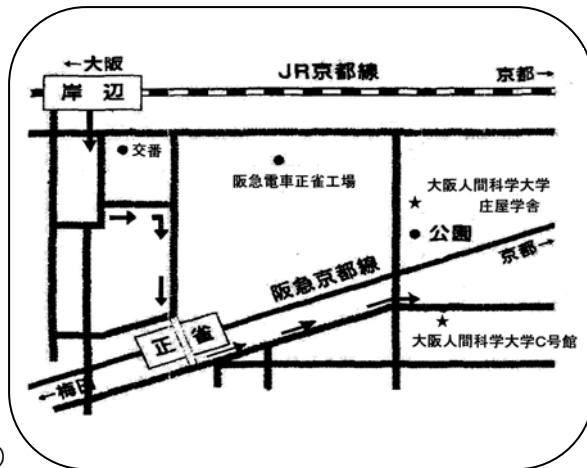 ←大阪
JR京都線
京都→
岸辺
交番
阪急電車正雀工場
大阪人間科学大学
庄屋学舎
公園
京都→
阪急京都線
正雀
大阪人間科学大学C号館
←梅田
)